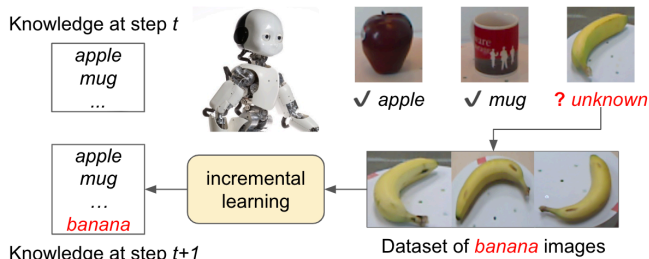 Knowledge at step t
apple
mug
...
✔ apple
✔ mug
? unknown
apple
mug
...
banana
incremental
learning
Dataset of banana images
Knowledge at step t+1